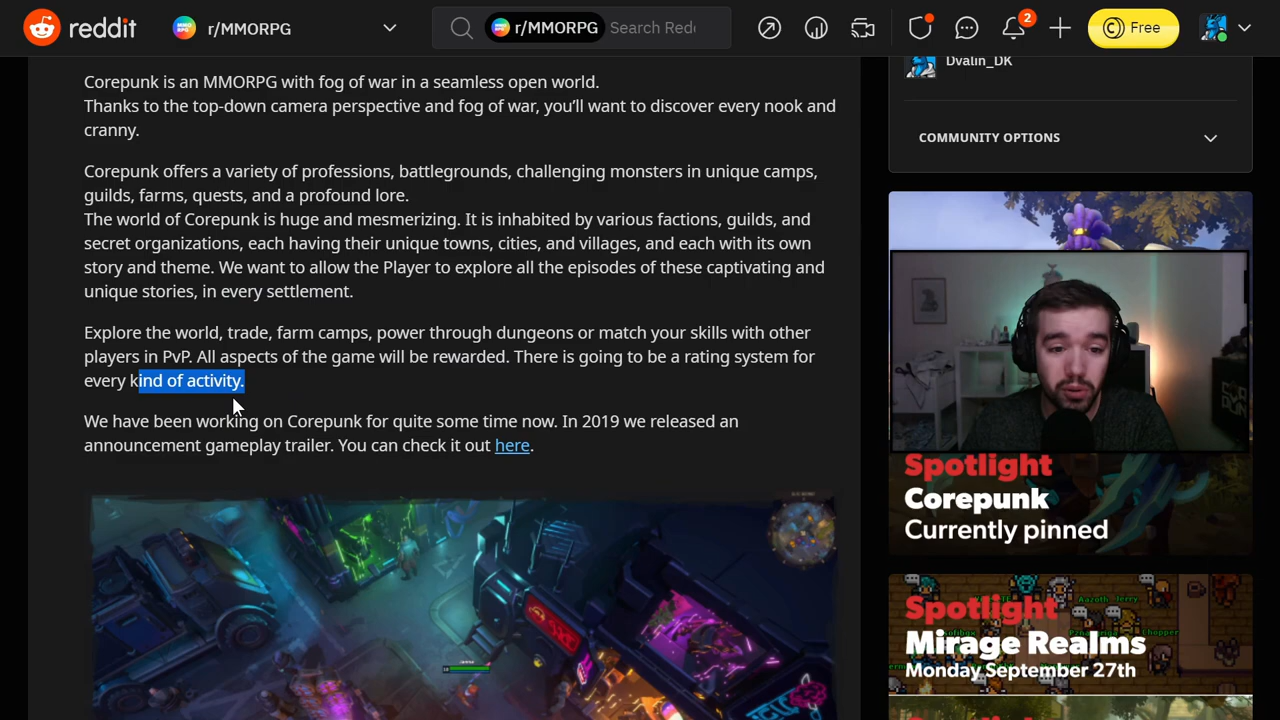 reddit
r/MMORPG
r/MMORPG
Search Red
2
Free
Corepunk is an MMORPG with fog of war in a seamless open world.
Thanks to the top-down camera perspective and fog of war, you’ll want to discover every nook and
cranny.
Corepunk offers a variety of professions, battlegrounds, challenging monsters in unique camps,
guilds, farms, quests, and a profound lore.
The world of Corepunk is huge and mesmerizing. It is inhabited by various factions, guilds, and
secret organizations, each having their unique towns, cities, and villages, and each with its own
story and theme. We want to allow the Player to explore all the episodes of these captivating and
unique stories, in every settlement.
Explore the world, trade, farm camps, power through dungeons or match your skills with other
players in PvP. All aspects of the game will be rewarded. There is going to be a rating system for
every kind of activity.
We have been working on Corepunk for quite some time now. In 2019 we released an
announcement gameplay trailer. You can check it out here.
Dvalin_DK
COMMUNITY OPTIONS
Spotlight
Corepunk
Currently pinned
Spotlight
Mirage Realms
Monday September 27th